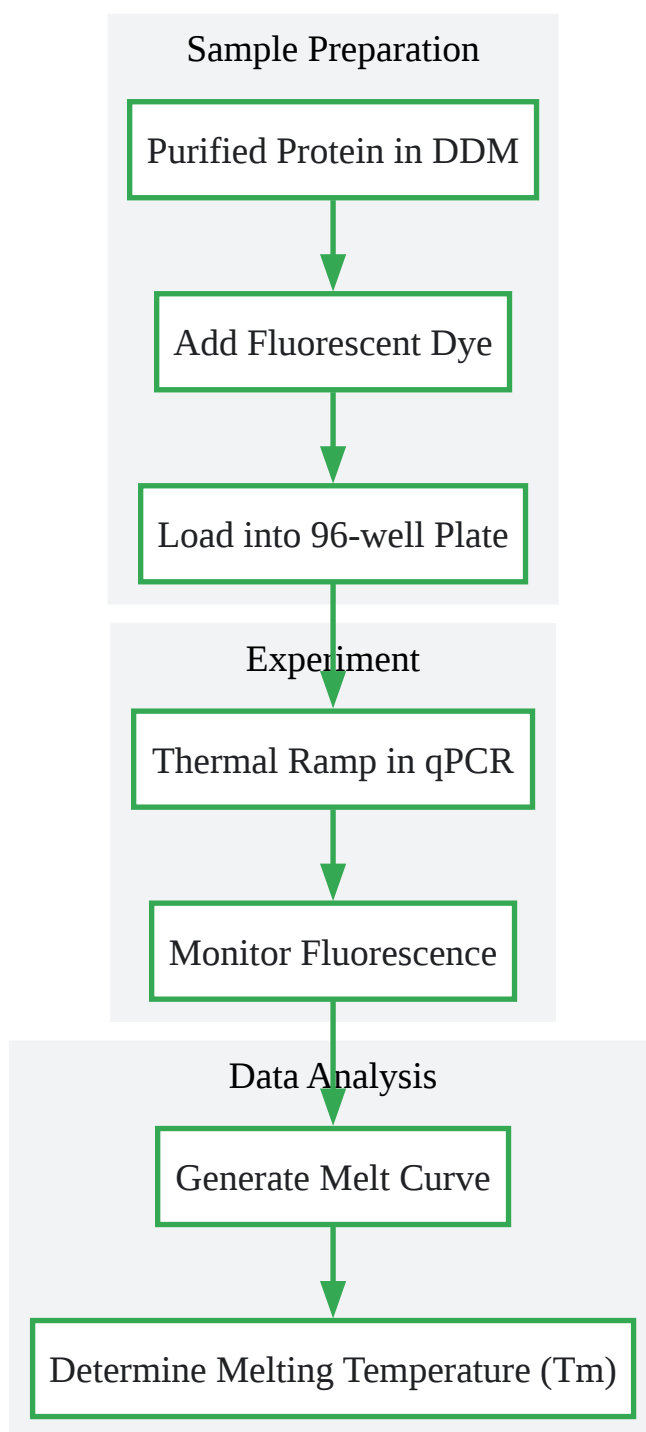 Sample Preparation
Purified Protein in DDM
Add Fluorescent Dye
Load into 96-well Plate
Experiment
Thermal Ramp in qPCR
Monitor Fluorescence
Data Analysis
Generate Melt Curve
Determine Melting Temperature (Tm)